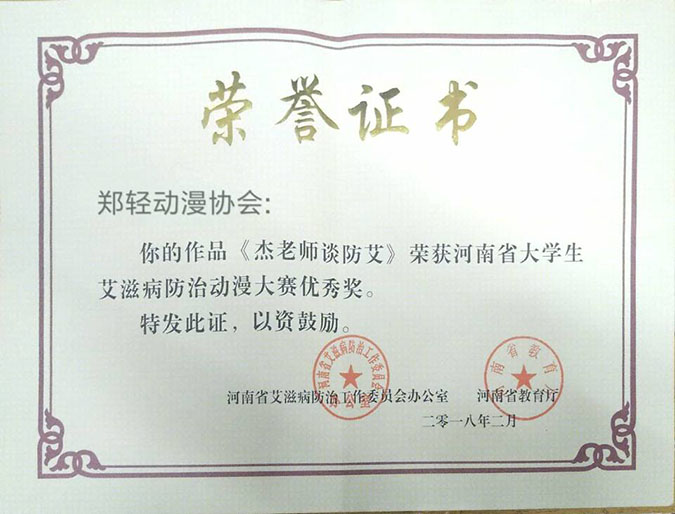 荣誉证书
郑轻动漫协会:
你的作品《杰老师谈防艾》荣获河南省大学生
艾滋病防治动漫大赛优秀奖。
特发此证，以资鼓励。
河南省艾滋病防治工作委员会办公室 河南省教育厅
二零一八年二月